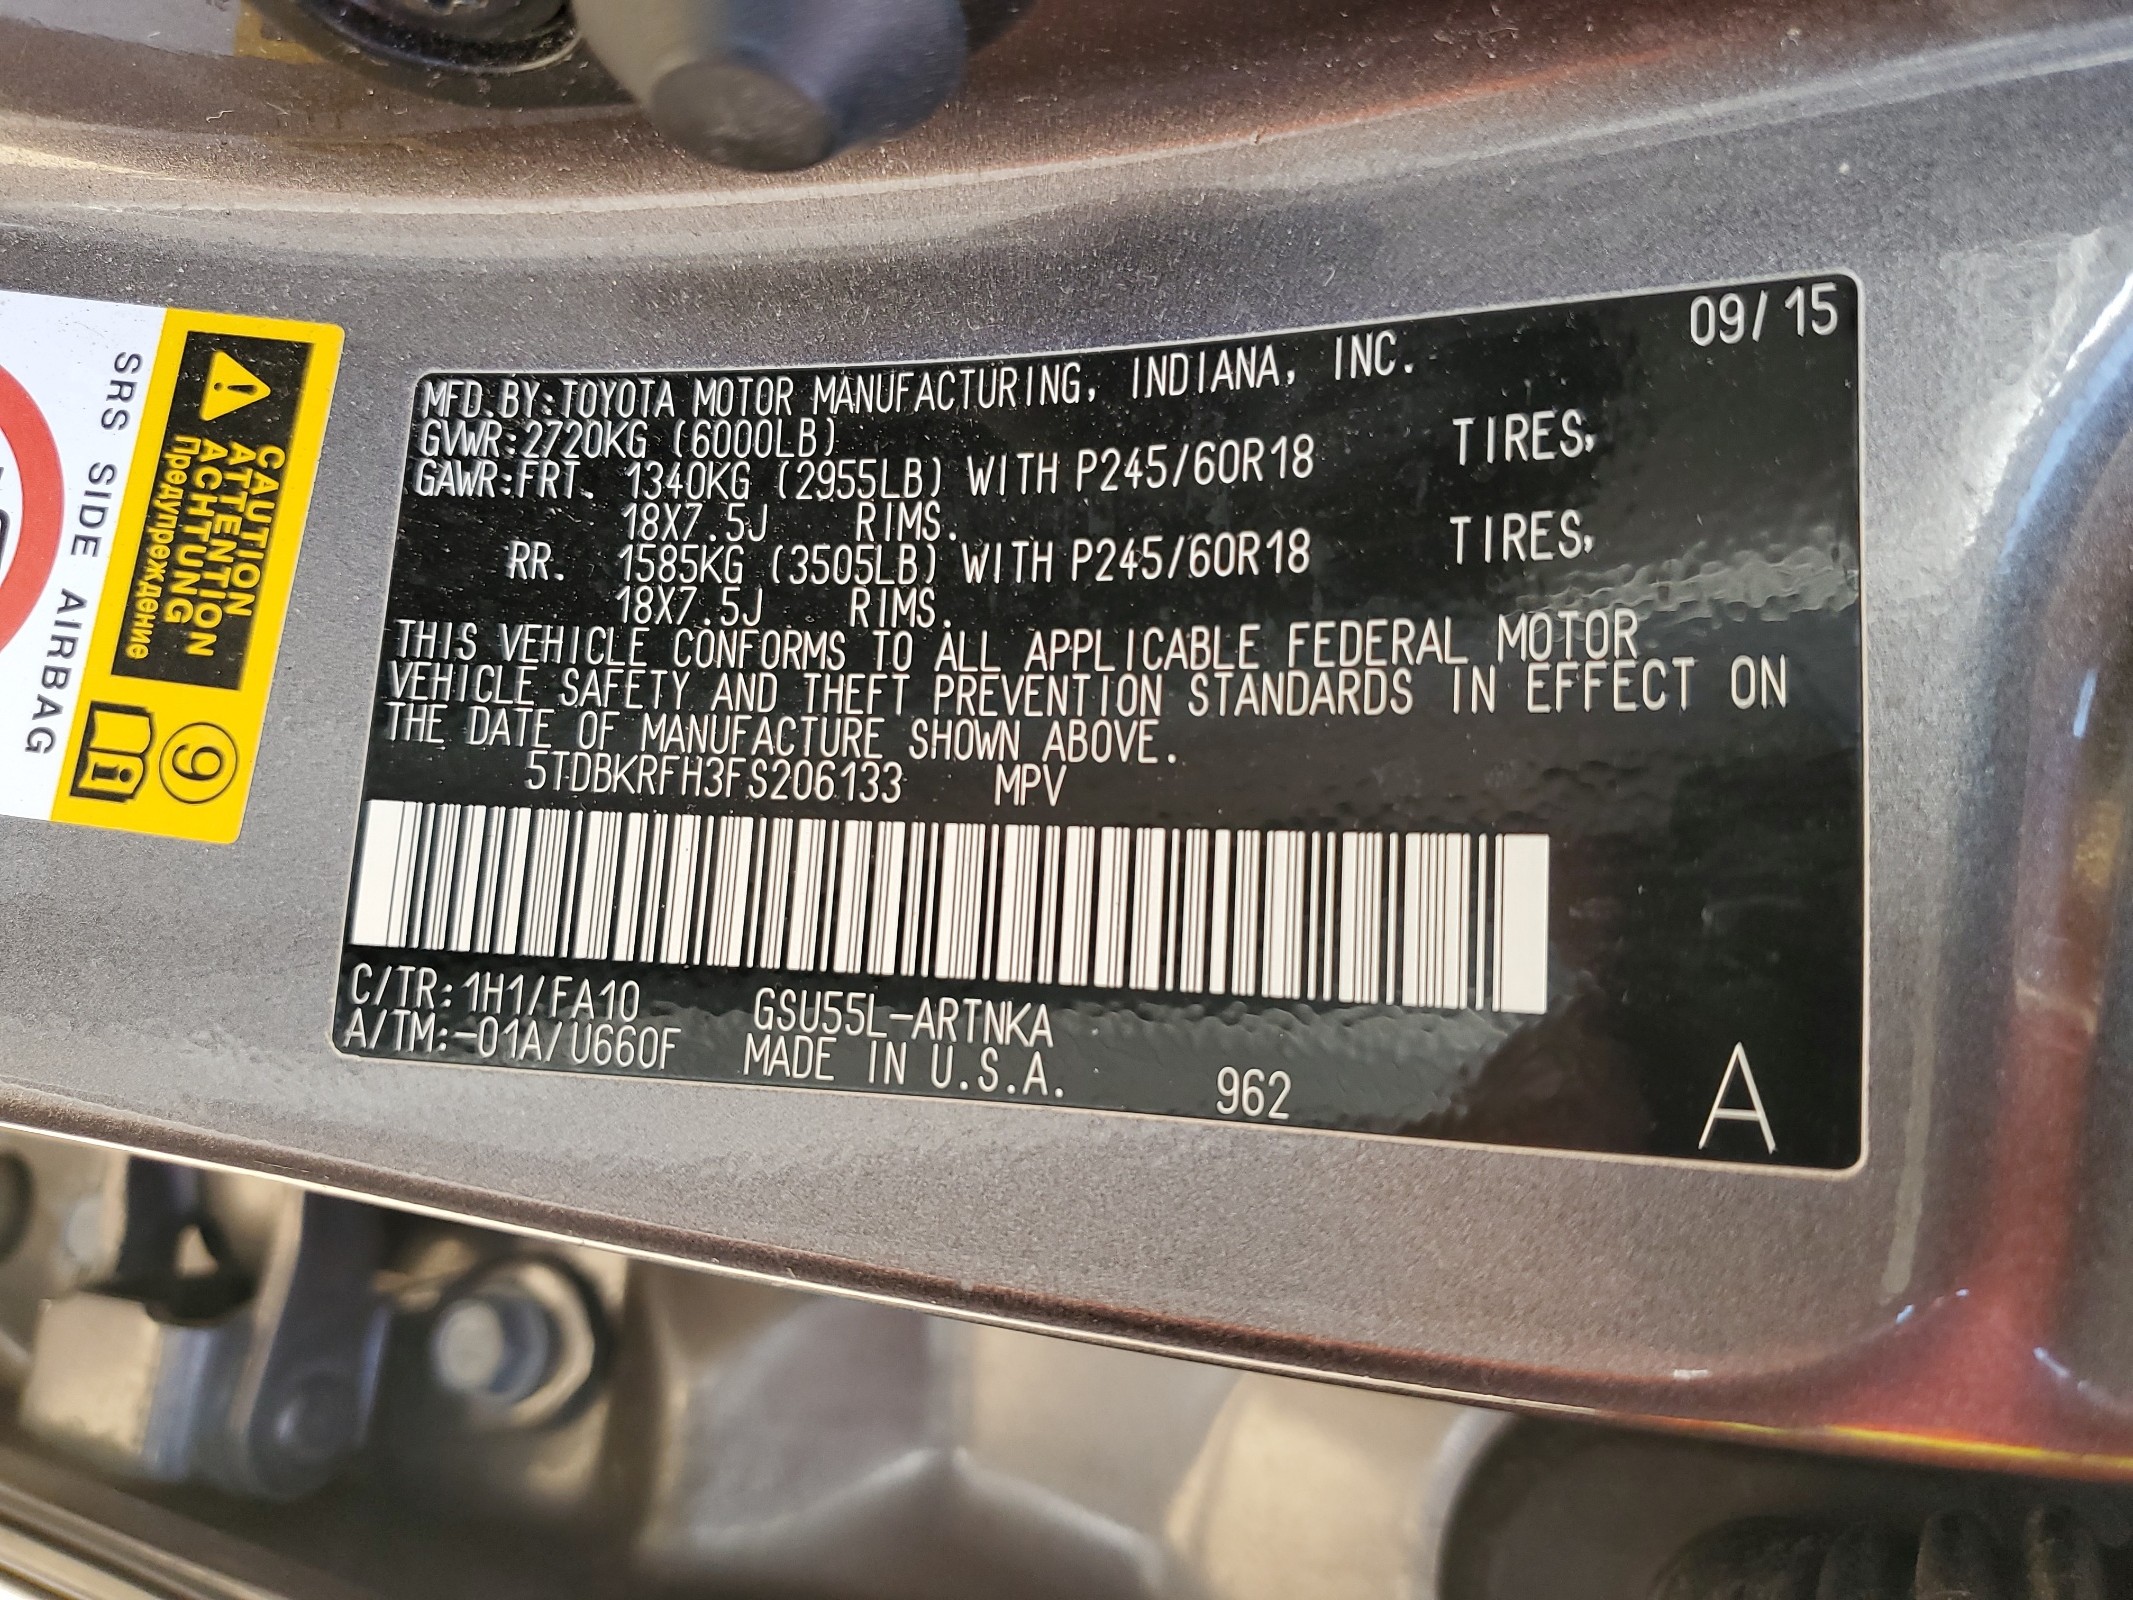 09/15
MFD.BY:TOYOTA MOTOR MANUFACTURING, INDIANA, INC.
GVWR:2720KG (6000LB)
GAWR:FRT. 1340KG (2955LB) WITH P245/60R18 TIRES,
18X7.5J RIMS.
RR. 1585KG (3505LB) WITH P245/60R18 TIRES,
18X7.5J RIMS.
THIS VEHICLE CONFORMS TO ALL APPLICABLE FEDERAL MOTOR
VEHICLE SAFETY AND THEFT PREVENTION STANDARDS IN EFFECT ON
THE DATE OF MANUFACTURE SHOWN ABOVE.
5TDBKRFH3FS206133 MPV
C/TR:1H1/FA10 GSU55L-ARTNKA
A/TM:-01A/U660F MADE IN U.S.A. 962
A
CAUTION
ATTENTION
ACHTUNG
Предупреждение
9
i
SRS SIDE AIRBAG